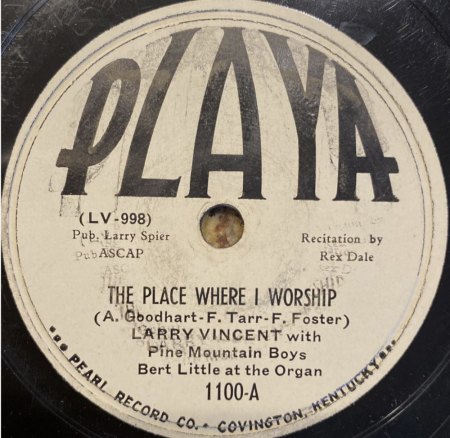 PLAYA
(LV-998)
Pub. Larry Spier
ASCAP
Recitation by
Rex Dale
THE PLACE WHERE I WORSHIP
(A. Goodhart-F. Tarr-F. Foster)
LARRY VINCENT with
Pine Mountain Boys
Bert Little at the Organ
1100-A
PEARL RECORD CO. - COVINGTON, KENTUCKY